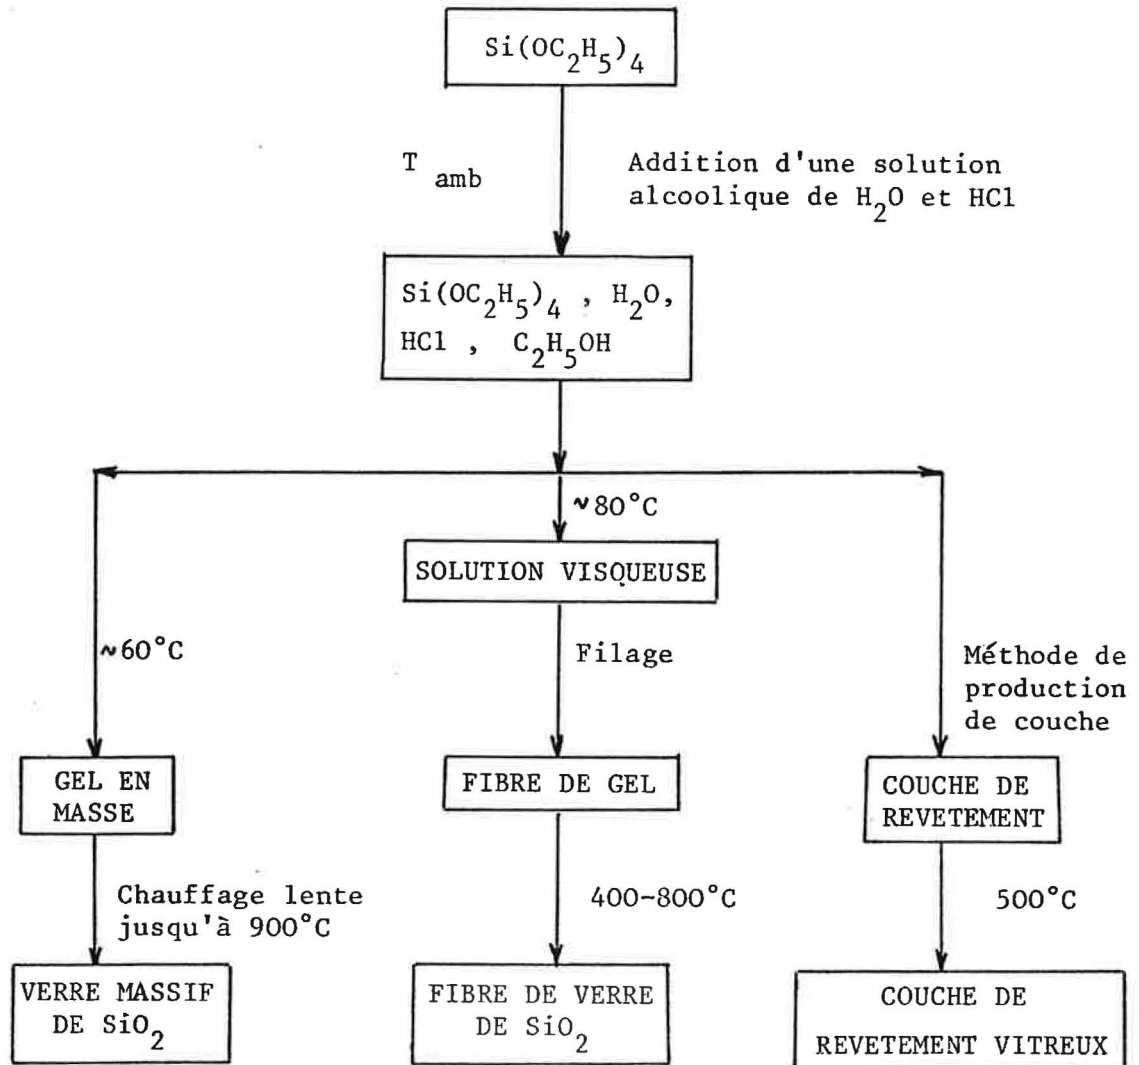 Si(OC2H5)4
T amb
Addition d'une solution
alcoolique de H2O et HCl
Si(OC2H5)4 , H2O,
HCl , C2H5OH
~80°C
SOLUTION VISQUEUSE
~60°C
Filage
Méthode de
production
de couche
GEL EN
MASSE
FIBRE DE GEL
COUCHE DE
REVETEMENT
Chauffage lente
jusqu'à 900°C
400-800°C
500°C
VERRE MASSIF
DE SiO2
FIBRE DE VERRE
DE SiO2
COUCHE DE
REVETEMENT VITREUX